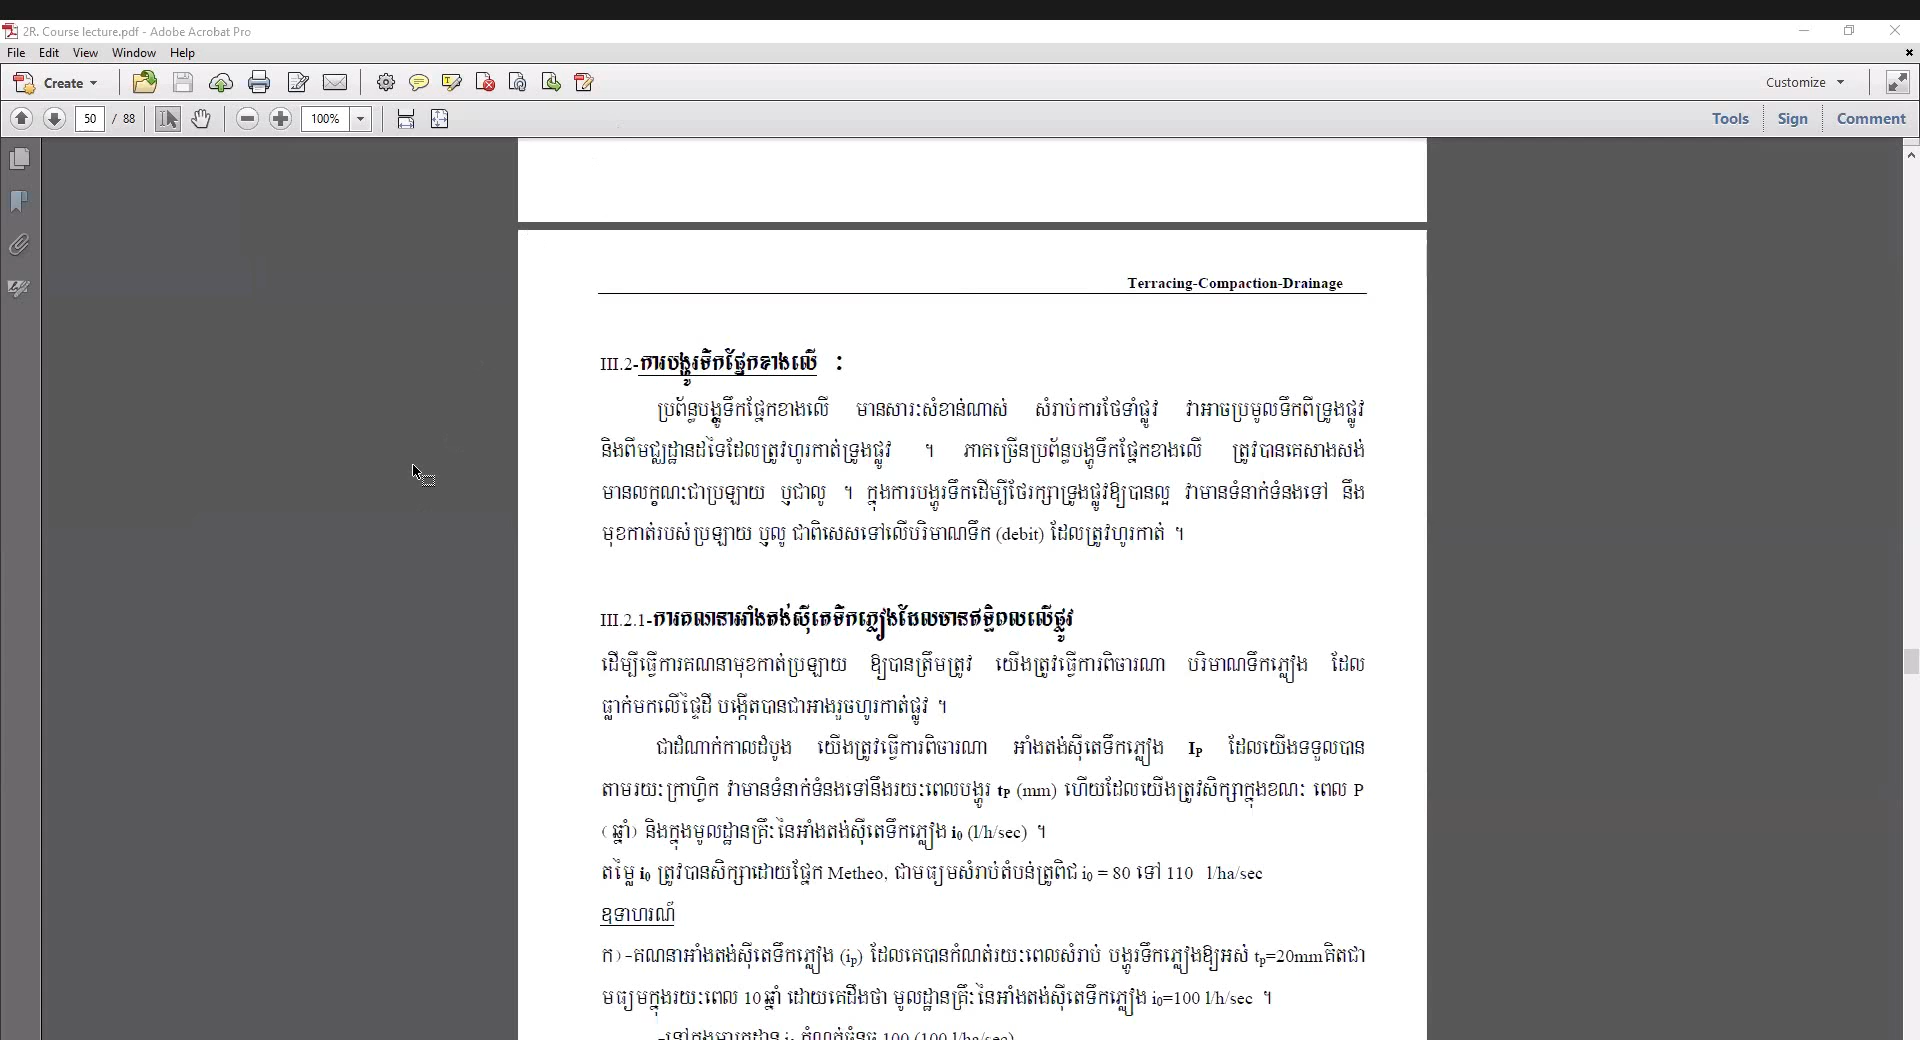 2R. Course lecture.pdf - Adobe Acrobat Pro
File Edit View Window Help
Create
Customize
50 / 88
100%
Tools Sign Comment
Terracing-Compaction-Drainage
III.2-ការបង្ហូរទឹកផ្នែកខាងលើ :
ប្រព័ន្ធបង្ហូទឹកផ្នែកខាងលើ មានសារៈសំខាន់ណាស់ សំរាប់ការថែទាំផ្លូវ វាអាចប្រមូលទឹកពីទ្រូងផ្លូវ
និងពីមជ្ឈដ្ឋានដទៃដែលត្រូវហូរកាត់ទ្រូងផ្លូវ ។ ភាគច្រើនប្រព័ន្ធបង្ហូទឹកផ្នែកខាងលើ ត្រូវបានគេសាងសង់
មានលក្ខណៈជាប្រឡាយ ឬជាលូ ។ ក្នុងការបង្ហូរទឹកដើម្បីថែរក្សាទ្រូងផ្លូវឱ្យបានល្អ វាមានទំនាក់ទំនងទៅ នឹង
មុខកាត់របស់ប្រឡាយ ឬលូ ជាពិសេសទៅលើបរិមាណទឹក (debit) ដែលត្រូវហូរកាត់ ។
III.2.1-ការគណនាអាំងតង់ស៊ីតេទឹកភ្លៀងដែលមានឥទ្ធិពលលើផ្លូវ
ដើម្បីធ្វើការគណនាមុខកាត់ប្រឡាយ ឱ្យបានត្រឹមត្រូវ យើងត្រូវធ្វើការពិចារណា បរិមាណទឹកភ្លៀង ដែល
ធ្លាក់មកលើផ្ទៃដី បង្កើតបានជាអាងរួចហូរកាត់ផ្លូវ ។
ជាដំណាក់កាលដំបូង យើងត្រូវធ្វើការពិចារណា អាំងតង់ស៊ីតេទឹកភ្លៀង IP ដែលយើងទទួលបាន
តាមរយៈក្រាហ្វិក វាមានទំនាក់ទំនងទៅនឹងរយៈពេលបង្ហូរ tP (mm) ហើយដែលយើងត្រូវសិក្សាក្នុងខណៈ ពេល P
( ឆ្នាំ) និងក្នុងមូលដ្ឋានគ្រឹះនៃអាំងតង់ស៊ីតេទឹកភ្លៀង i0 (l/h/sec) ។
តម្លៃ i0 ត្រូវបានសិក្សាដោយផ្នែក Metheo, ជាមធ្យមសំរាប់តំបន់ត្រូពិជ i0 = 80 ទៅ 110 l/ha/sec
ឧទាហរណ៍
ក) -គណនាអាំងតង់ស៊ីតេទឹកភ្លៀង (ip) ដែលគេបានកំណត់រយៈពេលសំរាប់ បង្ហូរទឹកភ្លៀងឱ្យអស់ tp=20mmគិតជា
មធ្យមក្នុងរយៈពេល 10ឆ្នាំ ដោយគេដឹងថា មូលដ្ឋានគ្រឹះនៃអាំងតង់ស៊ីតេទឹកភ្លៀង i0=100 l/h/sec ។